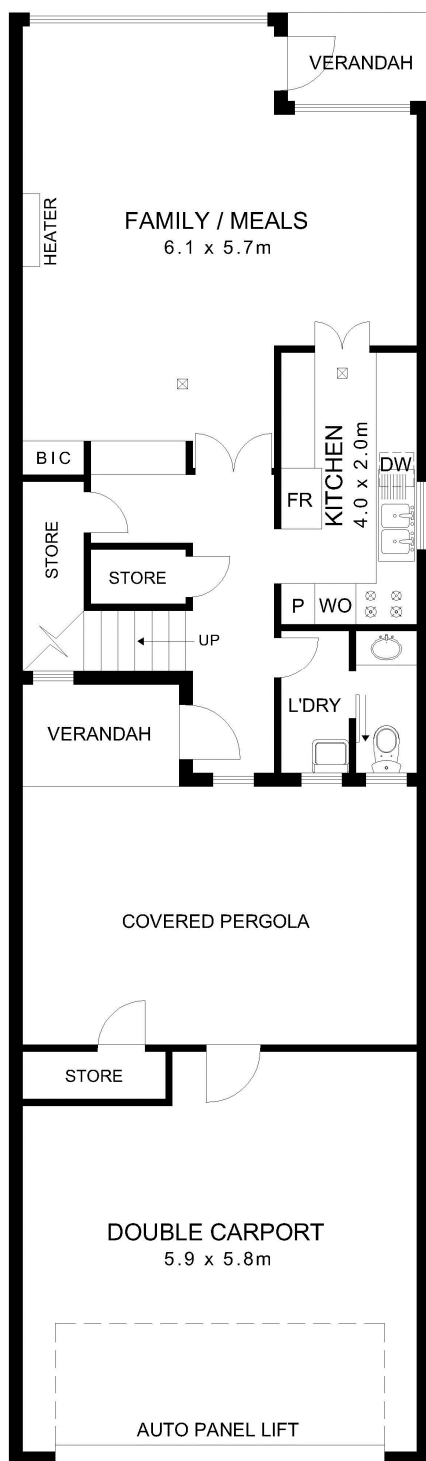 VERANDAH
FAMILY / MEALS
6.1 x 5.7m
HEATER
KITCHEN
4.0 x 2.0m
BIC
DW
FR
STORE
STORE
P
WO
UP
L'DRY
VERANDAH
COVERED PERGOLA
STORE
DOUBLE CARPORT
5.9 x 5.8m
AUTO PANEL LIFT